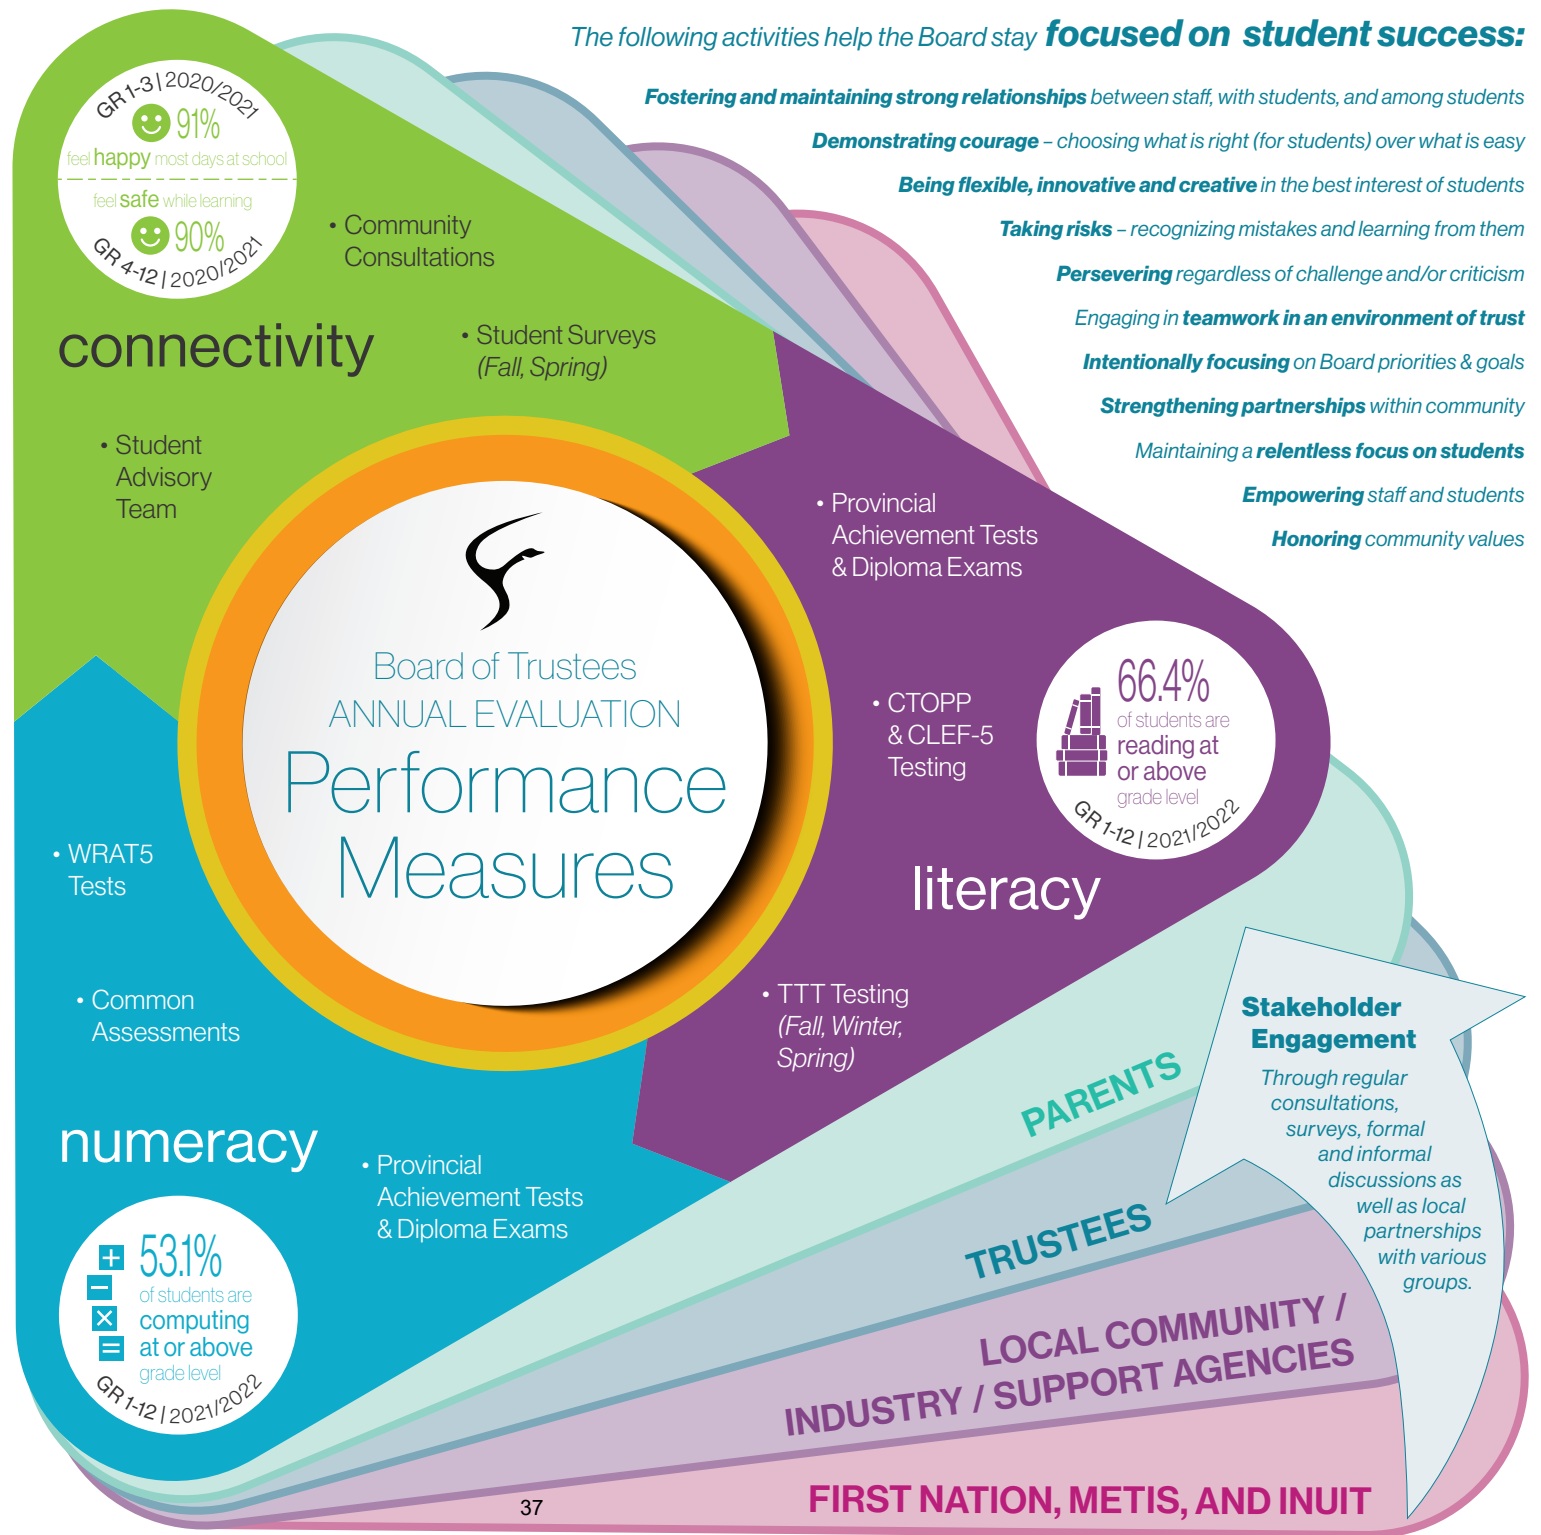 The following activities help the Board stay focused on student success:
Fostering and maintaining strong relationships between staff, with students, and among students
Demonstrating courage – choosing what is right (for students) over what is easy
Being flexible, innovative and creative in the best interest of students
Taking risks – recognizing mistakes and learning from them
Persevering regardless of challenge and/or criticism
Engaging in teamwork in an environment of trust
Intentionally focusing on Board priorities & goals
Strengthening partnerships within community
Maintaining a relentless focus on students
Empowering staff and students
Honoring community values
GR 1-3 | 2020/2021
91%
feel happy most days at school
feel safe while learning
90%
GR 4-12 | 2020/2021
• Community
Consultations
connectivity
• Student Surveys
(Fall, Spring)
• Student
Advisory
Team
Board of Trustees
ANNUAL EVALUATION
Performance
Measures
• Provincial
Achievement Tests
& Diploma Exams
• CTOPP
& CLEF-5
Testing
66.4%
of students are
reading at
or above
grade level
GR 1-12 | 2021/2022
literacy
• TTT Testing
(Fall, Winter,
Spring)
• WRAT5
Tests
• Common
Assessments
numeracy
• Provincial
Achievement Tests
& Diploma Exams
53.1%
of students are
computing
at or above
grade level
GR 1-12 | 2021/2022
Stakeholder
Engagement
Through regular
consultations,
surveys, formal
and informal
discussions as
well as local
partnerships
with various
groups.
PARENTS
TRUSTEES
LOCAL COMMUNITY /
INDUSTRY / SUPPORT AGENCIES
FIRST NATION, METIS, AND INUIT
37